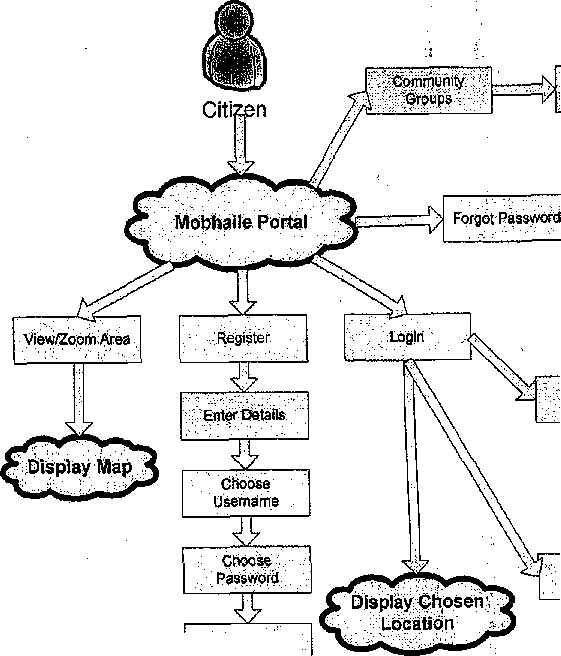 Citizen
Community
Groups
Mobhaile Portal
Forgot Password
View/Zoom Area
Register
Login
Enter Details
Display Map
Choose
Username
Choose
Password
Display Chosen
Location